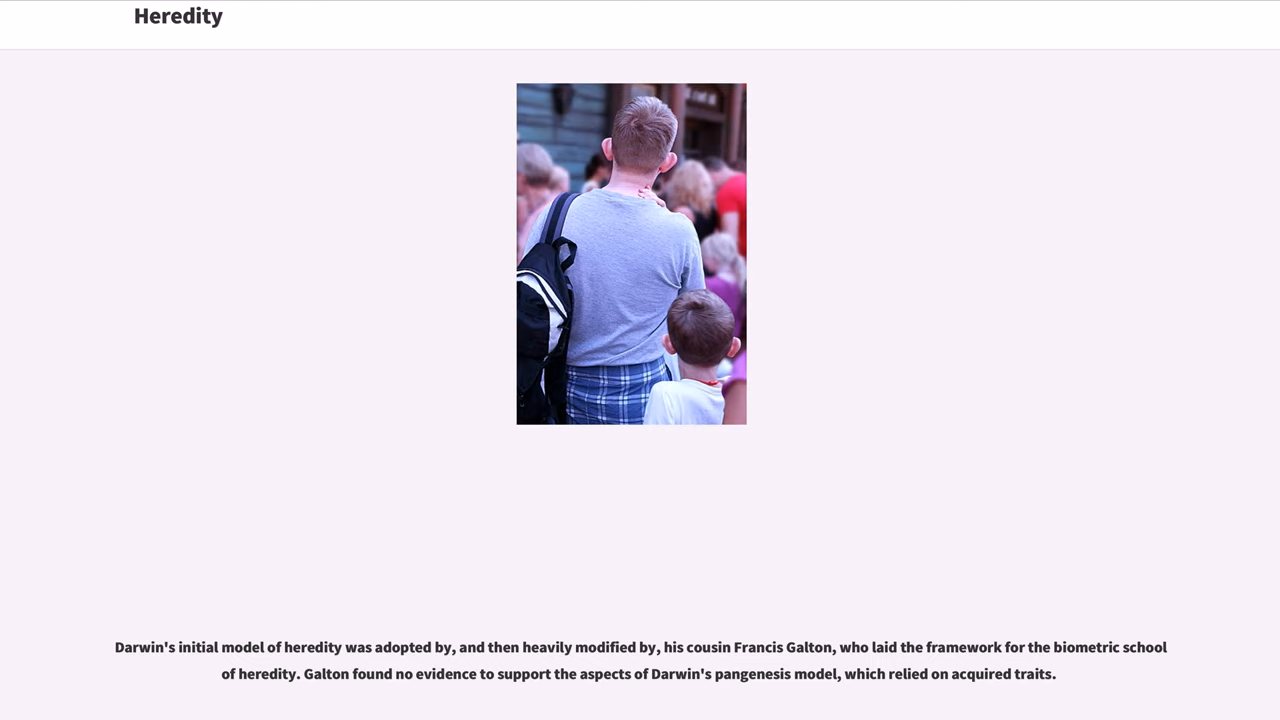 Heredity
Darwin's initial model of heredity was adopted by, and then heavily modified by, his cousin Francis Galton, who laid the framework for the biometric school
of heredity. Galton found no evidence to support the aspects of Darwin's pangenesis model, which relied on acquired traits.